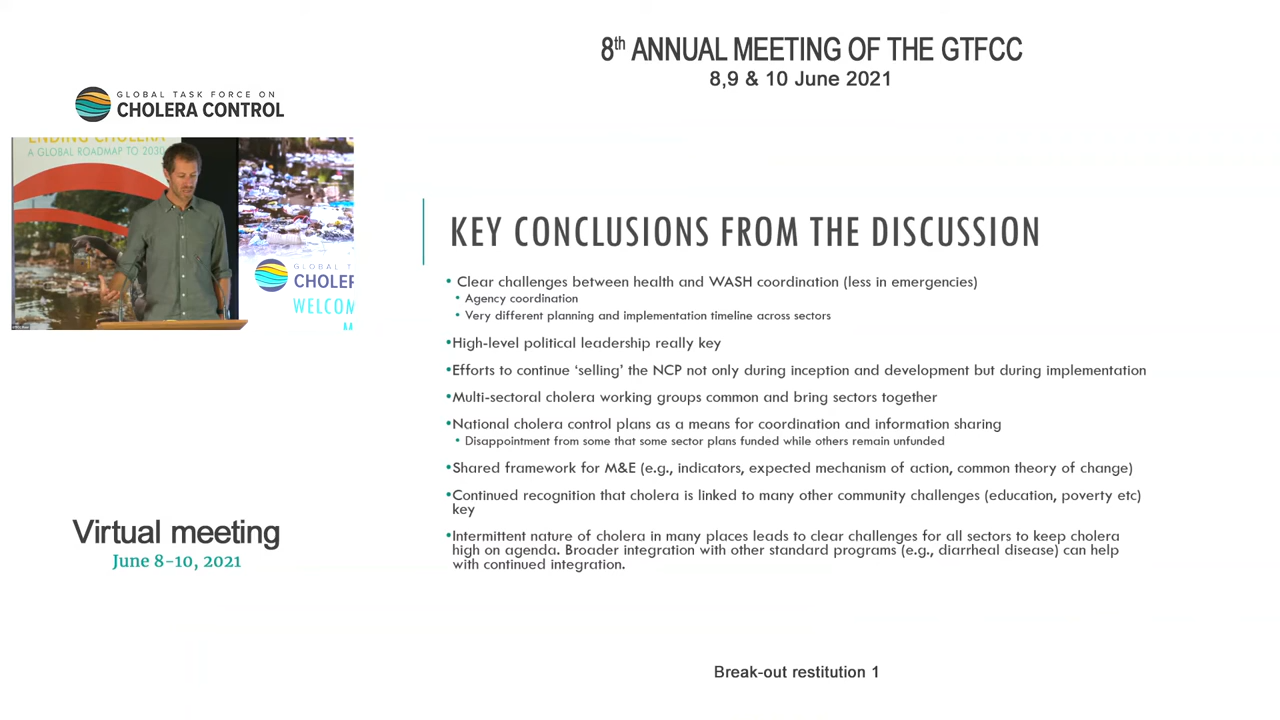 8th ANNUAL MEETING OF THE GTFCC
8,9 & 10 June 2021
GLOBAL TASK FORCE ON
CHOLERA CONTROL
ENDING CHOLERA
A GLOBAL ROADMAP TO 2030
GLOBAL T
CHOLER
WELCOM
M
KEY CONCLUSIONS FROM THE DISCUSSION
• Clear challenges between health and WASH coordination (less in emergencies)
• Agency coordination
• Very different planning and implementation timeline across sectors
•High-level political leadership really key
•Efforts to continue ‘selling’ the NCP not only during inception and development but during implementation
•Multi-sectoral cholera working groups common and bring sectors together
•National cholera control plans as a means for coordination and information sharing
• Disappointment from some that some sector plans funded while others remain unfunded
•Shared framework for M&E (e.g., indicators, expected mechanism of action, common theory of change)
•Continued recognition that cholera is linked to many other community challenges (education, poverty etc)
key
•Intermittent nature of cholera in many places leads to clear challenges for all sectors to keep cholera
high on agenda. Broader integration with other standard programs (e.g., diarrheal disease) can help
with continued integration.
Virtual meeting
June 8-10, 2021
Break-out restitution 1